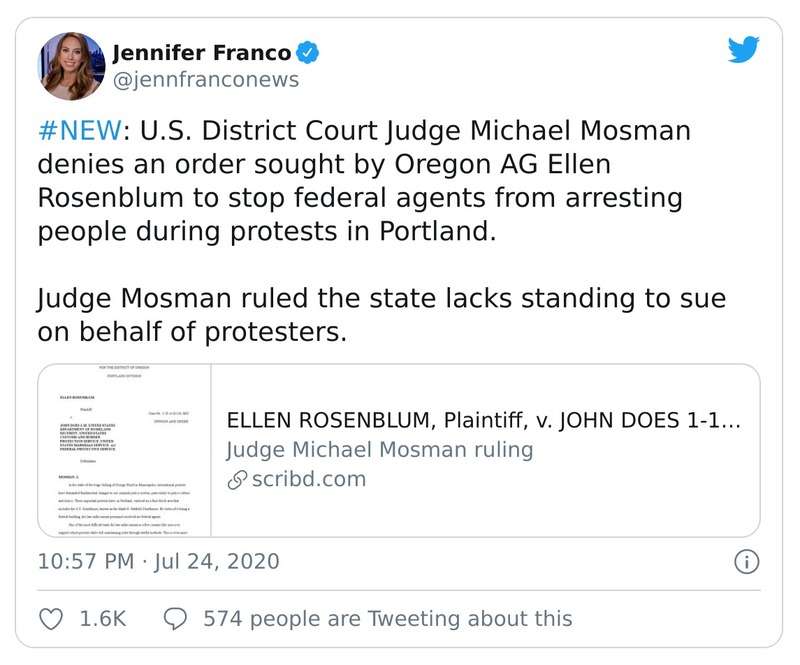 Jennifer Franco
@jennfranconews
#NEW: U.S. District Court Judge Michael Mosman
denies an order sought by Oregon AG Ellen
Rosenblum to stop federal agents from arresting
people during protests in Portland.
Judge Mosman ruled the state lacks standing to sue
on behalf of protesters.
FOR THE DISTRICT OF OREGON
PORTLAND DIVISION
ELLEN ROSENBLUM,
Plaintiff,
v.
JOHN DOES 1-10; UNITED STATES
DEPARTMENT OF HOMELAND
SECURITY; UNITED STATES
CUSTOMS AND BORDER
PROTECTION SERVICE; UNITED
STATES MARSHALS SERVICE; and
FEDERAL PROTECTIVE SERVICE,
Defendants.
OPINION AND ORDER
MOSMAN, J.,
ELLEN ROSENBLUM, Plaintiff, v. JOHN DOES 1-1...
Judge Michael Mosman ruling
scribd.com
10:57 PM · Jul 24, 2020
1.6K
574 people are Tweeting about this